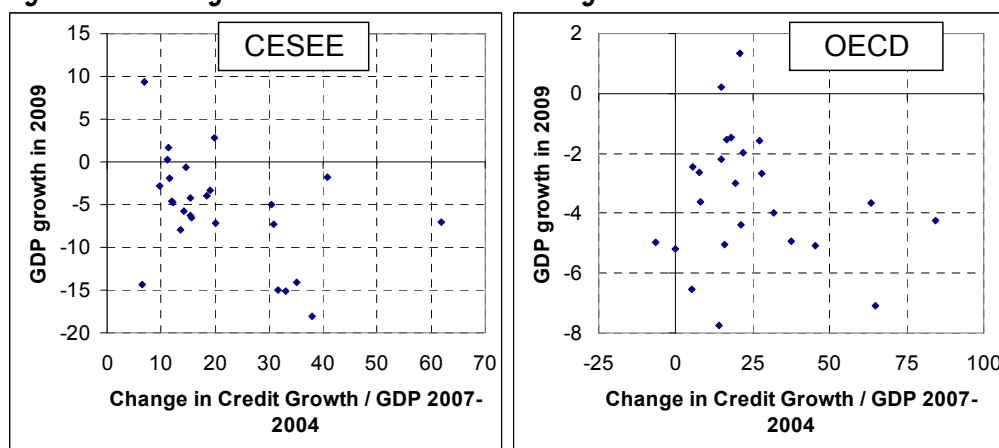 CESEE
15
10
5
0
-5
-10
-15
-20
GDP growth in 2009
0 10 20 30 40 50 60 70
Change in Credit Growth / GDP 2007-
2004
OECD
2
0
-2
-4
-6
-8
GDP growth in 2009
-25 0 25 50 75 100
Change in Credit Growth / GDP 2007-
2004